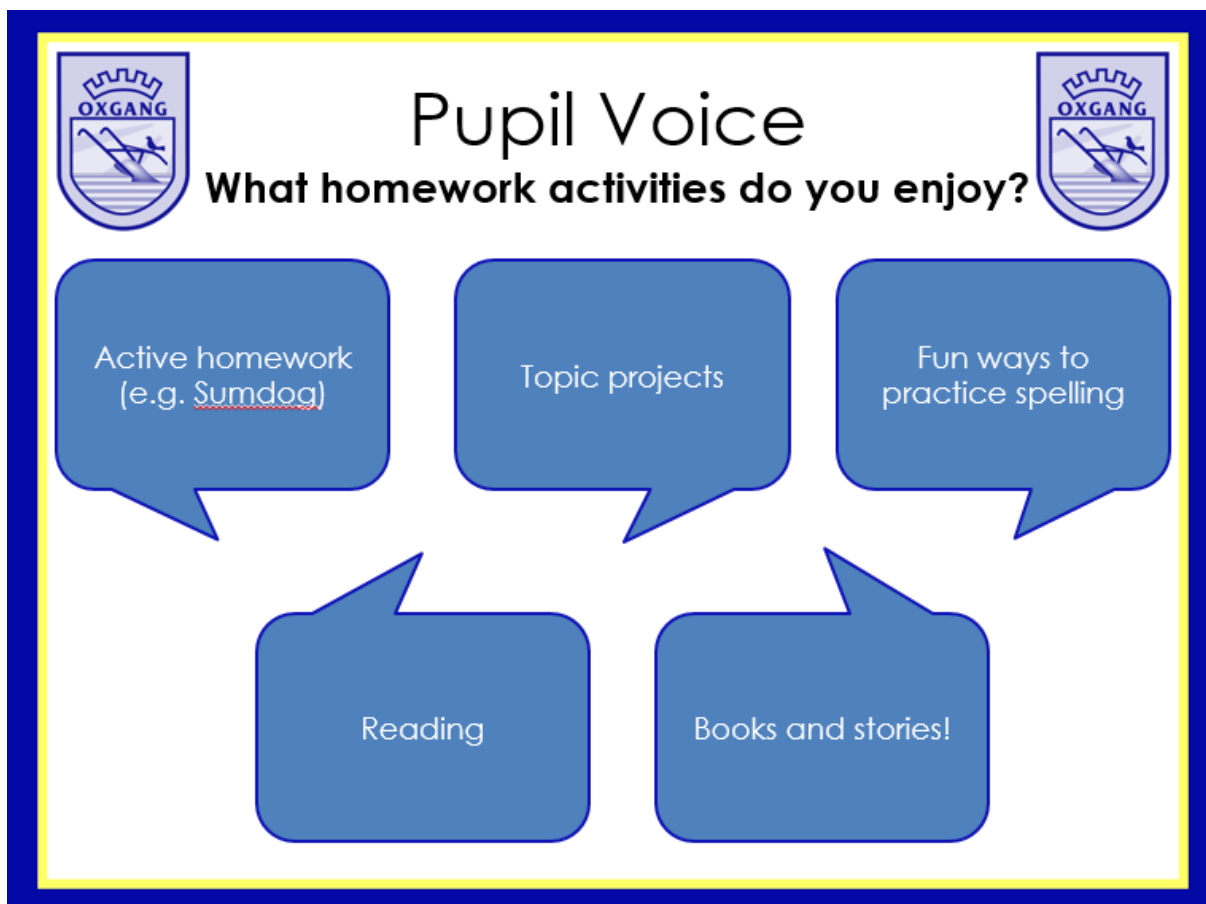 OXGANG
OXGANG
Pupil Voice
What homework activities do you enjoy?
Active homework
(e.g. Sumdog)
Topic projects
Fun ways to
practice spelling
Reading
Books and stories!